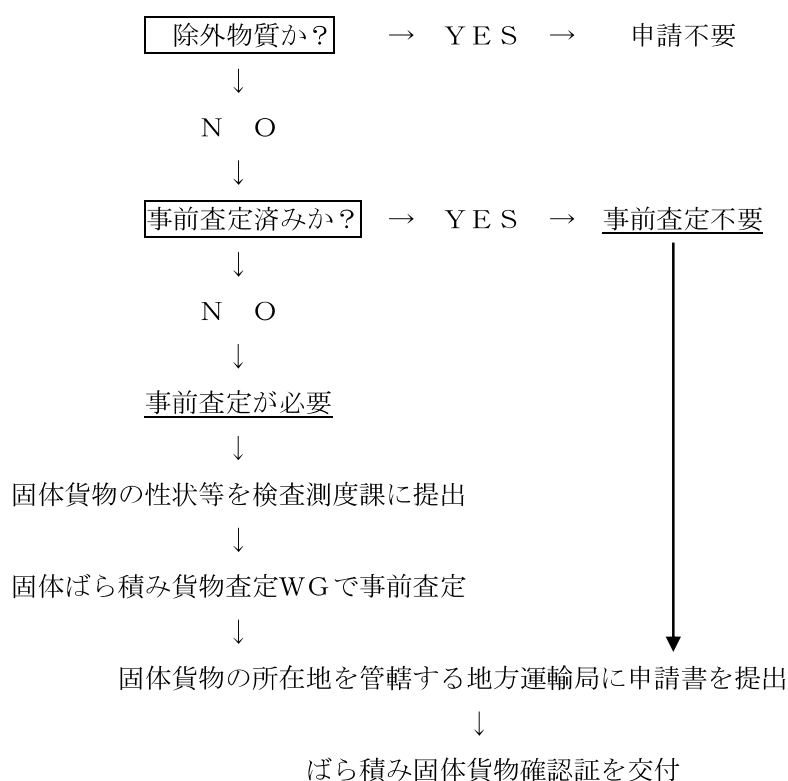 除外物質か？ → ＹＥＳ → 申請不要
↓
Ｎ Ｏ
↓
事前査定済みか？ → ＹＥＳ → 事前査定不要
↓
Ｎ Ｏ
↓
事前査定が必要
↓
固体貨物の性状等を検査測度課に提出
↓
固体ばら積み貨物査定WGで事前査定
↓
固体貨物の所在地を管轄する地方運輸局に申請書を提出
↓
ばら積み固体貨物確認証を交付